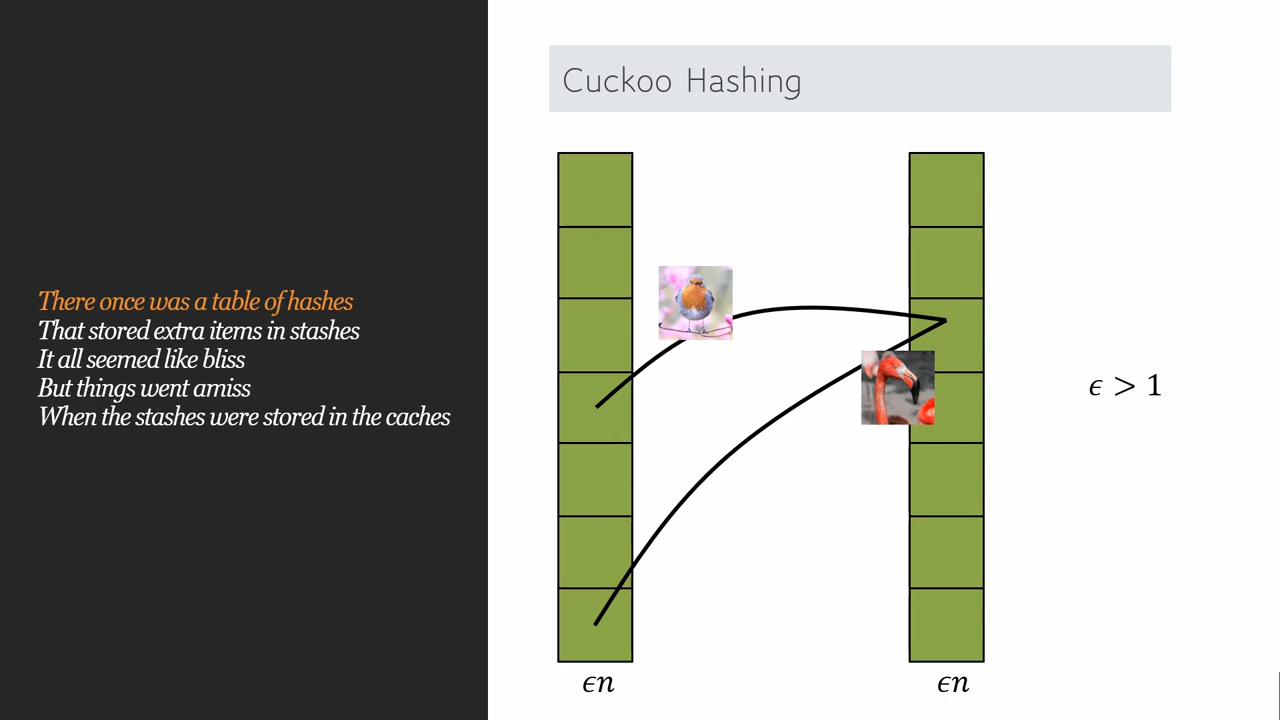 There once was a table of hashes
That stored extra items in stashes
It all seemed like bliss
But things went amiss
When the stashes were stored in the caches
Cuckoo Hashing
ϵ > 1
ϵn
ϵn